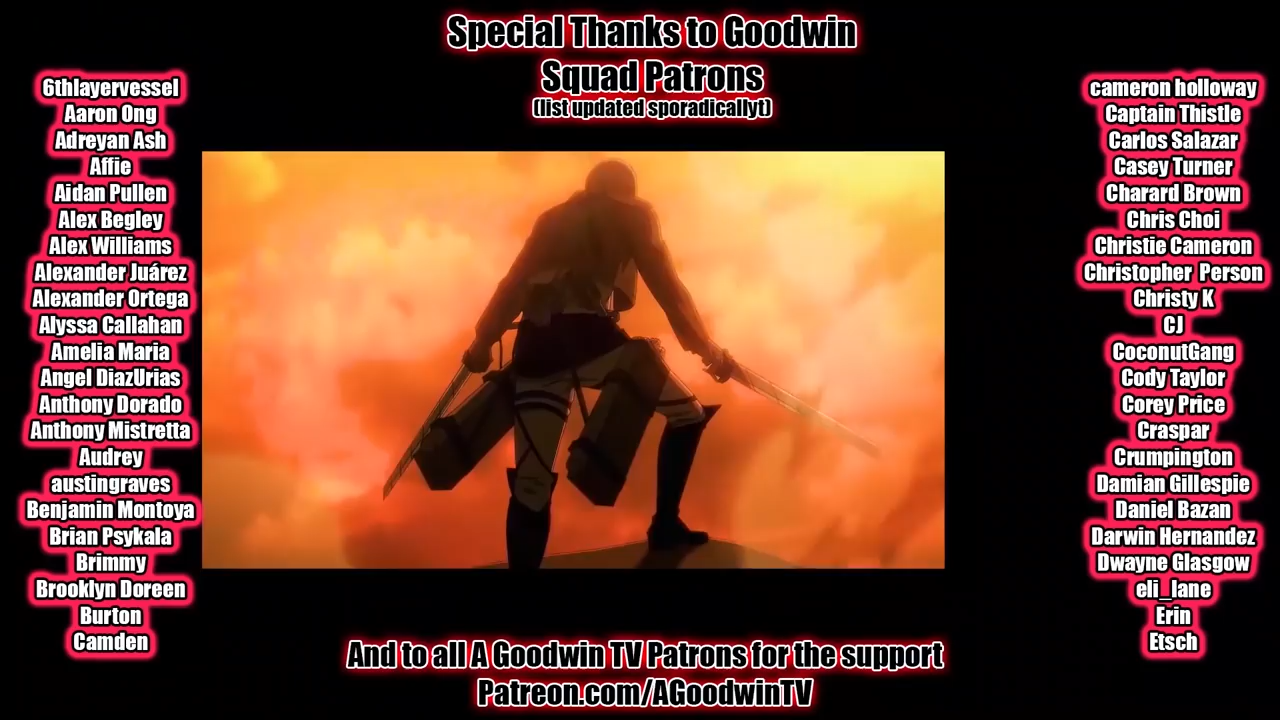 Special Thanks to Goodwin
Squad Patrons
(list updated sporadicallyt)
6thlayervessel
Aaron Ong
Adreyan Ash
Affie
Aidan Pullen
Alex Begley
Alex Williams
Alexander Juárez
Alexander Ortega
Alyssa Callahan
Amelia Maria
Angel DiazUrias
Anthony Dorado
Anthony Mistretta
Audrey
austingraves
Benjamin Montoya
Brian Psykala
Brimmy
Brooklyn Doreen
Burton
Camden
cameron holloway
Captain Thistle
Carlos Salazar
Casey Turner
Charard Brown
Chris Choi
Christie Cameron
Christopher  Person
Christy K
CJ
CoconutGang
Cody Taylor
Corey Price
Craspar
Crumpington
Damian Gillespie
Daniel Bazan
Darwin Hernandez
Dwayne Glasgow
eli_lane
Erin
Etsch
And to all A Goodwin TV Patrons for the support
Patreon.com/AGoodwinTV